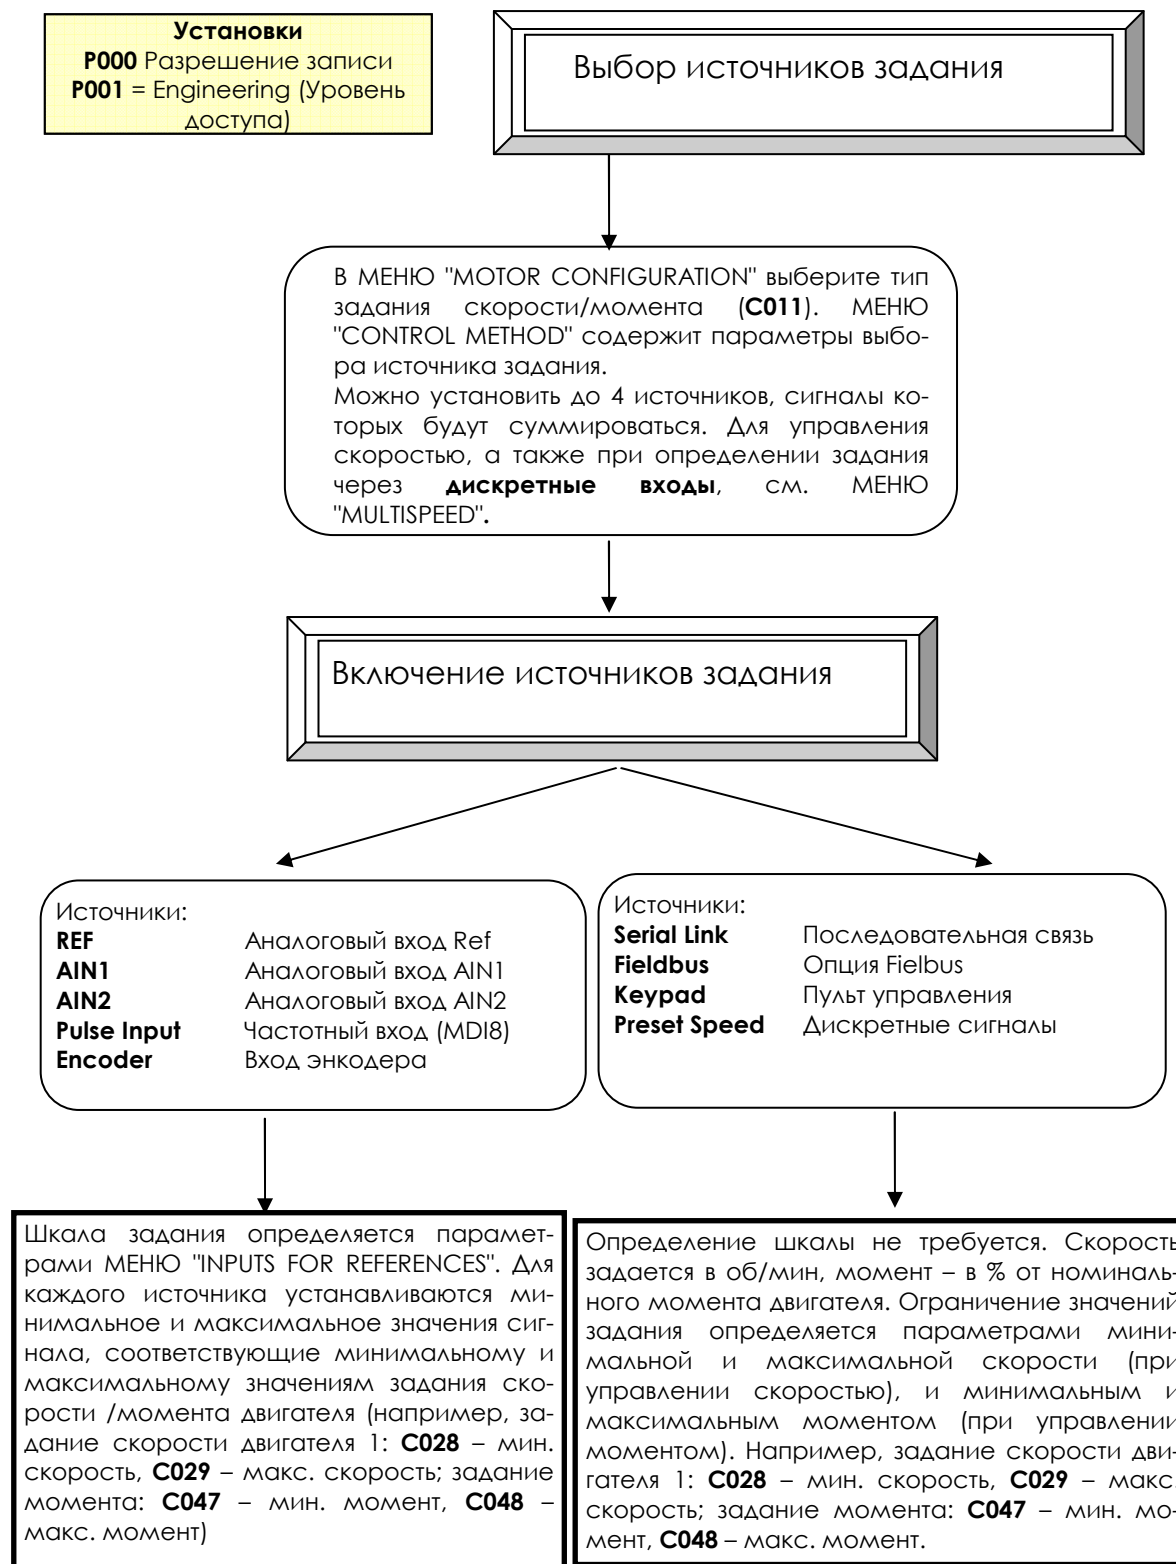 Установки
P000 Разрешение записи
P001 = Engineering (Уровень
доступа)
Выбор источников задания
В МЕНЮ "MOTOR CONFIGURATION" выберите тип
задания скорости/момента (C011). МЕНЮ
"CONTROL METHOD" содержит параметры выбо-
ра источника задания.
Можно установить до 4 источников, сигналы ко-
торых будут суммироваться. Для управления
скоростью, а также при определении задания
через дискретные входы, см. МЕНЮ
"MULTISPEED".
Включение источников задания
Источники:
REF Аналоговый вход Ref
AIN1 Аналоговый вход AIN1
AIN2 Аналоговый вход AIN2
Pulse Input Частотный вход (MDI8)
Encoder Вход энкодера
Источники:
Serial Link Последовательная связь
Fieldbus Опция Fielbus
Keypad Пульт управления
Preset Speed Дискретные сигналы
Шкала задания определяется парамет-
рами МЕНЮ "INPUTS FOR REFERENCES". Для
каждого источника устанавливаются ми-
нимальное и максимальное значения сиг-
нала, соответствующие минимальному и
максимальному значениям задания ско-
рости /момента двигателя (например, за-
дание скорости двигателя 1: C028 – мин.
скорость, C029 – макс. скорость; задание
момента: C047 – мин. момент, C048 –
макс. момент)
Определение шкалы не требуется. Скорость
задается в об/мин, момент – в % от номиналь-
ного момента двигателя. Ограничение значений
задания определяется параметрами мини-
мальной и максимальной скорости (при
управлении скоростью), и минимальным и
максимальным моментом (при управлении
моментом). Например, задание скорости дви-
гателя 1: C028 – мин. скорость, C029 – макс.
скорость; задание момента: C047 – мин. мо-
мент, C048 – макс. момент.